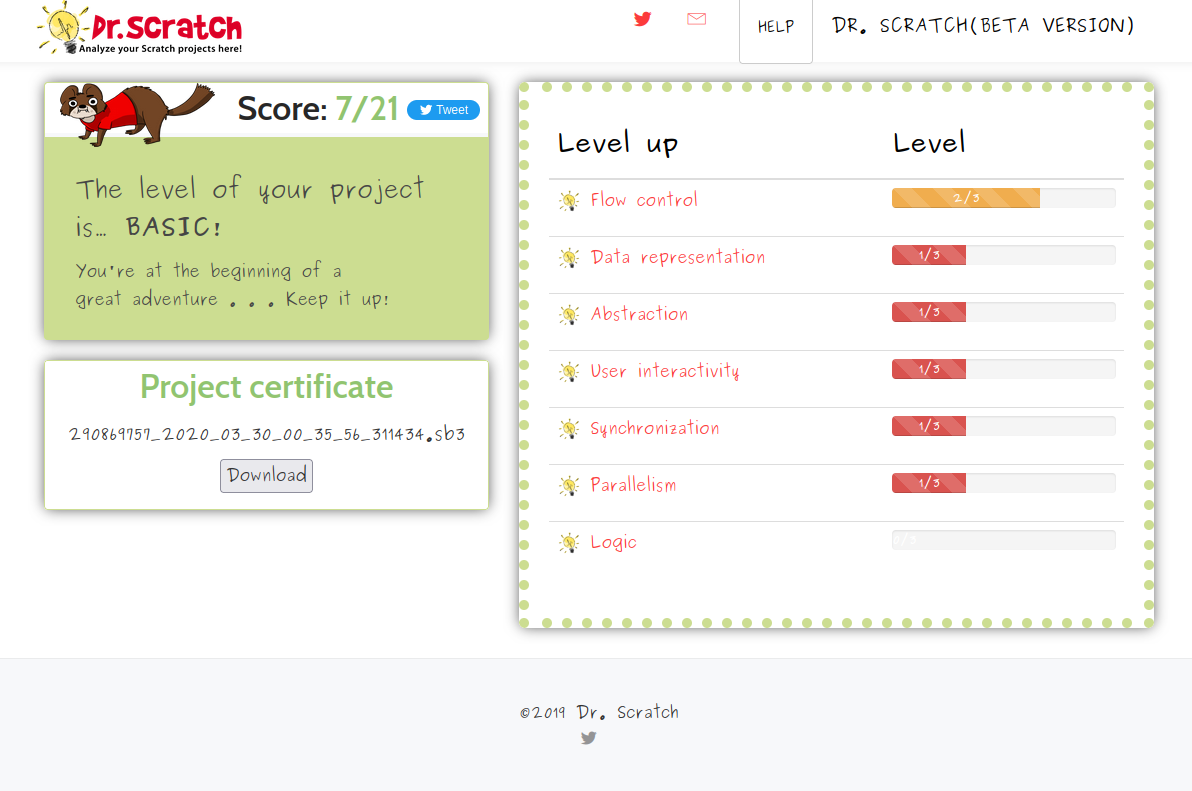 Dr.Scratch
Analyze your Scratch projects here!
HELP
DR. SCRATCH(BETA VERSION)
Score: 7/21
Tweet
The level of your project
is... BASIC!
You're at the beginning of a
great adventure . . . Keep it up!
Project certificate
290869757_2020_03_30_00_35_56_311434.sb3
Download
Level up Level
Flow control 2/3
Data representation 1/3
Abstraction 1/3
User interactivity 1/3
Synchronization 1/3
Parallelism 1/3
Logic 0/3
©2019 Dr. Scratch